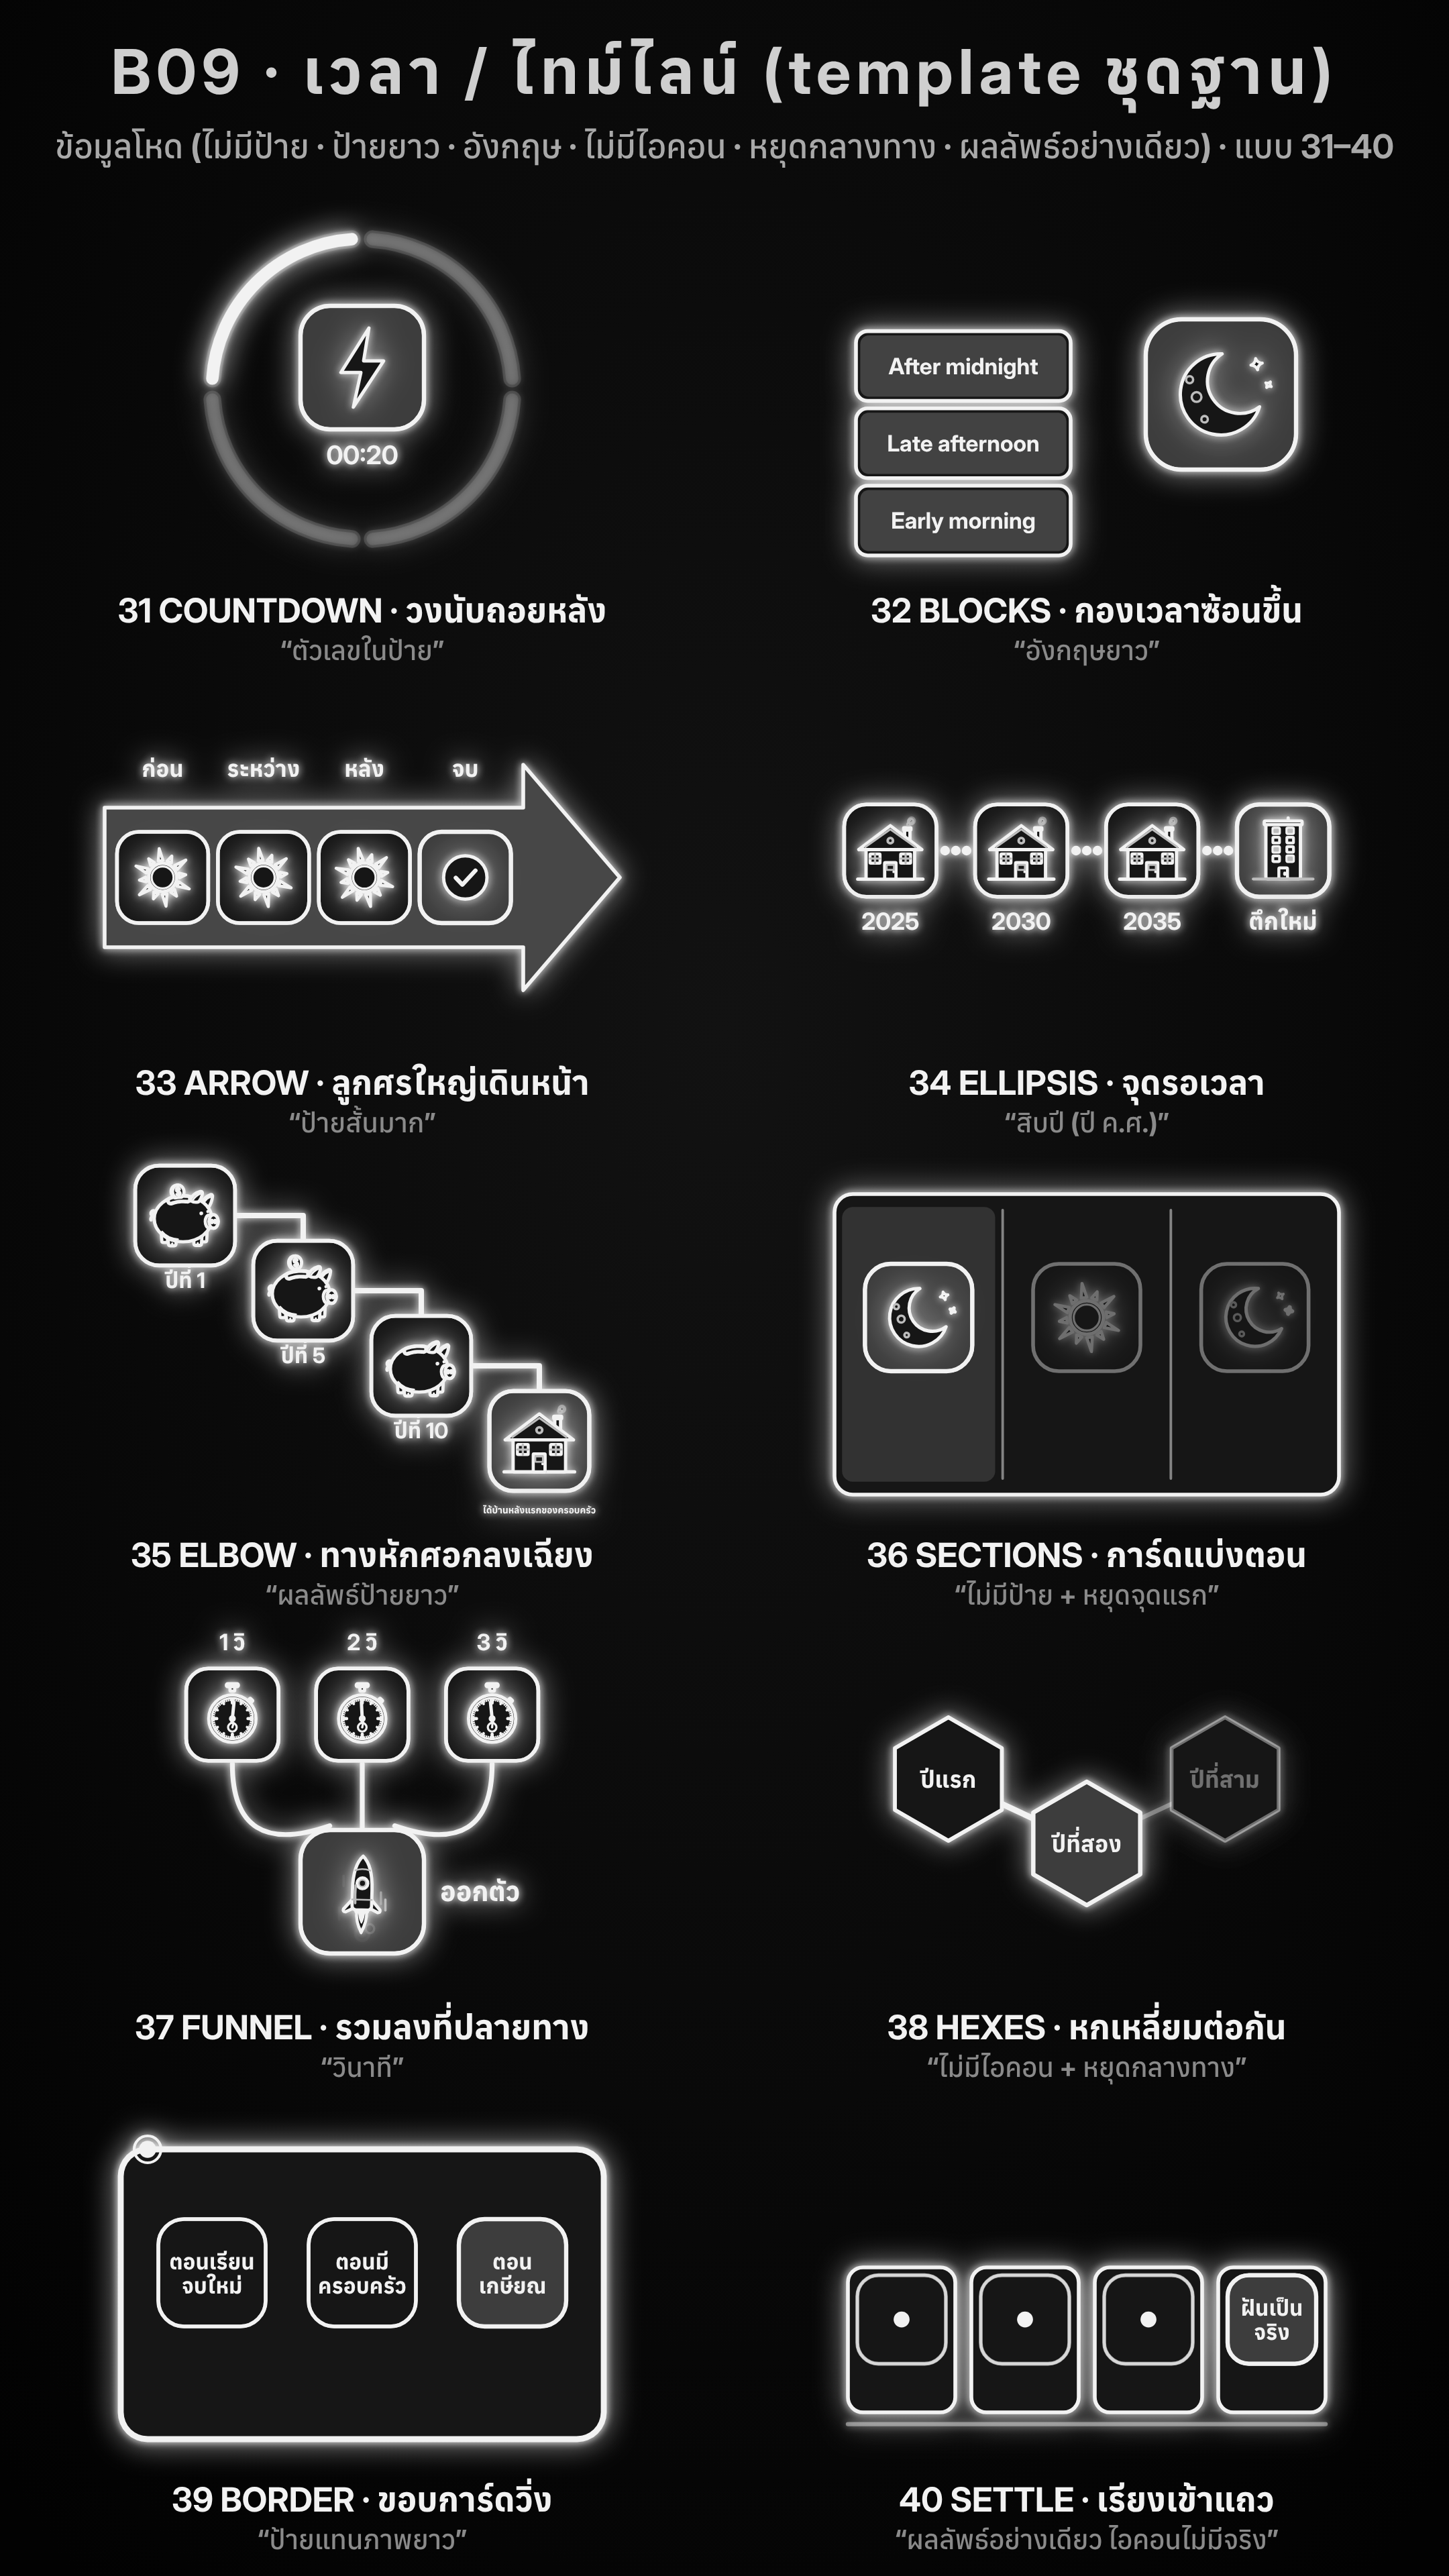 B09 · เวลา / ไทม์ไลน์ (template ชุดฐาน)
ข้อมูลโหด (ไม่มีป้าย · ป้ายยาว · อังกฤษ · ไม่มีไอคอน · หยุดกลางทาง · ผลลัพธ์อย่างเดียว) · แบบ 31–40
00:20
31 COUNTDOWN · วงนับถอยหลัง
“ตัวเลขในป้าย”
After midnight
Late afternoon
Early morning
32 BLOCKS · กองเวลาซ้อนขึ้น
“อังกฤษยาว”
ก่อน ระหว่าง หลัง จบ
33 ARROW · ลูกศรใหญ่เดินหน้า
“ป้ายสั้นมาก”
2025 2030 2035 ตึกใหม่
34 ELLIPSIS · จุดรอเวลา
“สิบปี (ปี ค.ศ.)”
ปีที่ 1
ปีที่ 5
ปีที่ 10
ได้บ้านหลังแรกของครอบครัว
35 ELBOW · ทางหักศอกลงเฉียง
“ผลลัพธ์ป้ายยาว”
36 SECTIONS · การ์ดแบ่งตอน
“ไม่มีป้าย + หยุดจุดแรก”
1 วิ 2 วิ 3 วิ
ออกตัว
37 FUNNEL · รวมลงที่ปลายทาง
“วินาที”
ปีแรก
ปีที่สอง
ปีที่สาม
38 HEXES · หกเหลี่ยมต่อกัน
“ไม่มีไอคอน + หยุดกลางทาง”
ตอนเรียน
จบใหม่
ตอนมี
ครอบครัว
ตอน
เกษียณ
39 BORDER · ขอบการ์ดวิ่ง
“ป้ายแทนภาพยาว”
ฝันเป็น
จริง
40 SETTLE · เรียงเข้าแถว
“ผลลัพธ์อย่างเดียว ไอคอนไม่มีจริง”